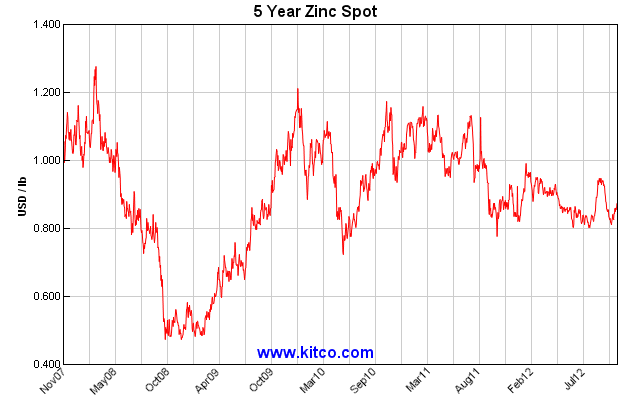 5 Year Zinc Spot
USD / lb
1.400
1.200
1.000
0.800
0.600
0.400
www.kitco.com
Nov07 May08 Oct08 Apr09 Oct09 Mar10 Sep10 Mar11 Aug11 Feb12 Jul12